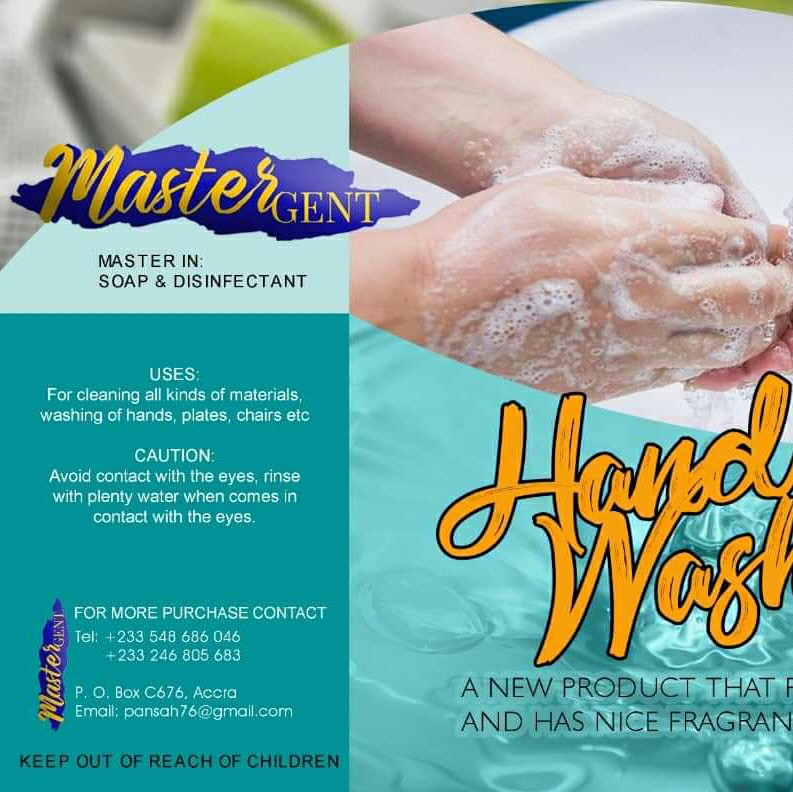 Master GENT
MASTER IN:
SOAP & DISINFECTANT
USES:
For cleaning all kinds of materials,
washing of hands, plates, chairs etc
CAUTION:
Avoid contact with the eyes, rinse
with plenty water when comes in
contact with the eyes.
Master GENT
FOR MORE PURCHASE CONTACT
Tel: +233 548 686 046
+233 246 805 683
P. O. Box C676, Accra
Email: pansah76@gmail.com
KEEP OUT OF REACH OF CHILDREN
Hand
Wash
A NEW PRODUCT THAT
AND HAS NICE FRAGRAN